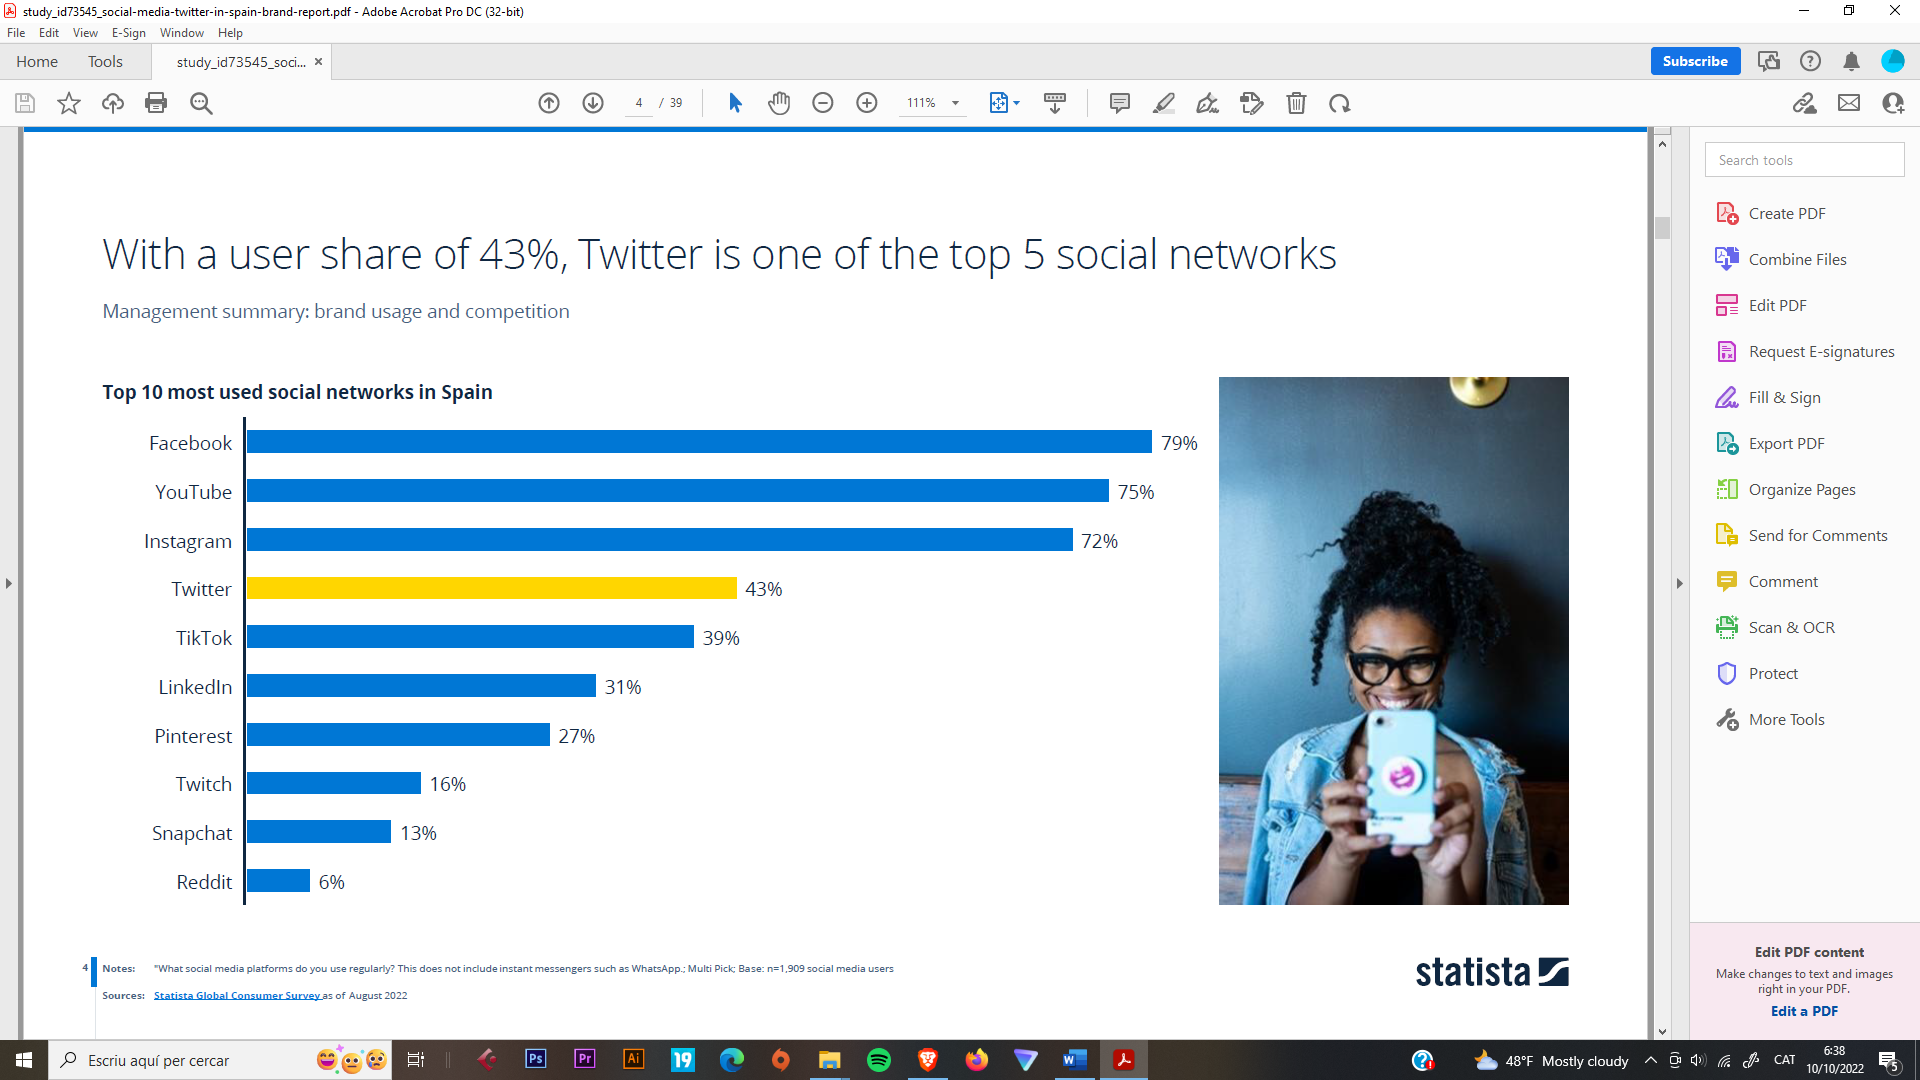 study_id73545_social-media-twitter-in-spain-brand-report.pdf - Adobe Acrobat Pro DC (32-bit)
File Edit View E-Sign Window Help
Home Tools study_id73545_soci... ×
Subscribe
4 / 39
111%
With a user share of 43%, Twitter is one of the top 5 social networks
Management summary: brand usage and competition
Top 10 most used social networks in Spain
Facebook 79%
YouTube 75%
Instagram 72%
Twitter 43%
TikTok 39%
LinkedIn 31%
Pinterest 27%
Twitch 16%
Snapchat 13%
Reddit 6%
4 Notes: "What social media platforms do you use regularly? This does not include instant messengers such as WhatsApp.; Multi Pick; Base: n=1,909 social media users
Sources: Statista Global Consumer Survey as of August 2022
statista
Search tools
Create PDF
Combine Files
Edit PDF
Request E-signatures
Fill & Sign
Export PDF
Organize Pages
Send for Comments
Comment
Scan & OCR
Protect
More Tools
Edit PDF content
Make changes to text and images
right in your PDF.
Edit a PDF
Escriu aquí per cercar
Ps Pr Ai 19
48°F Mostly cloudy
CAT
6:38
10/10/2022
5